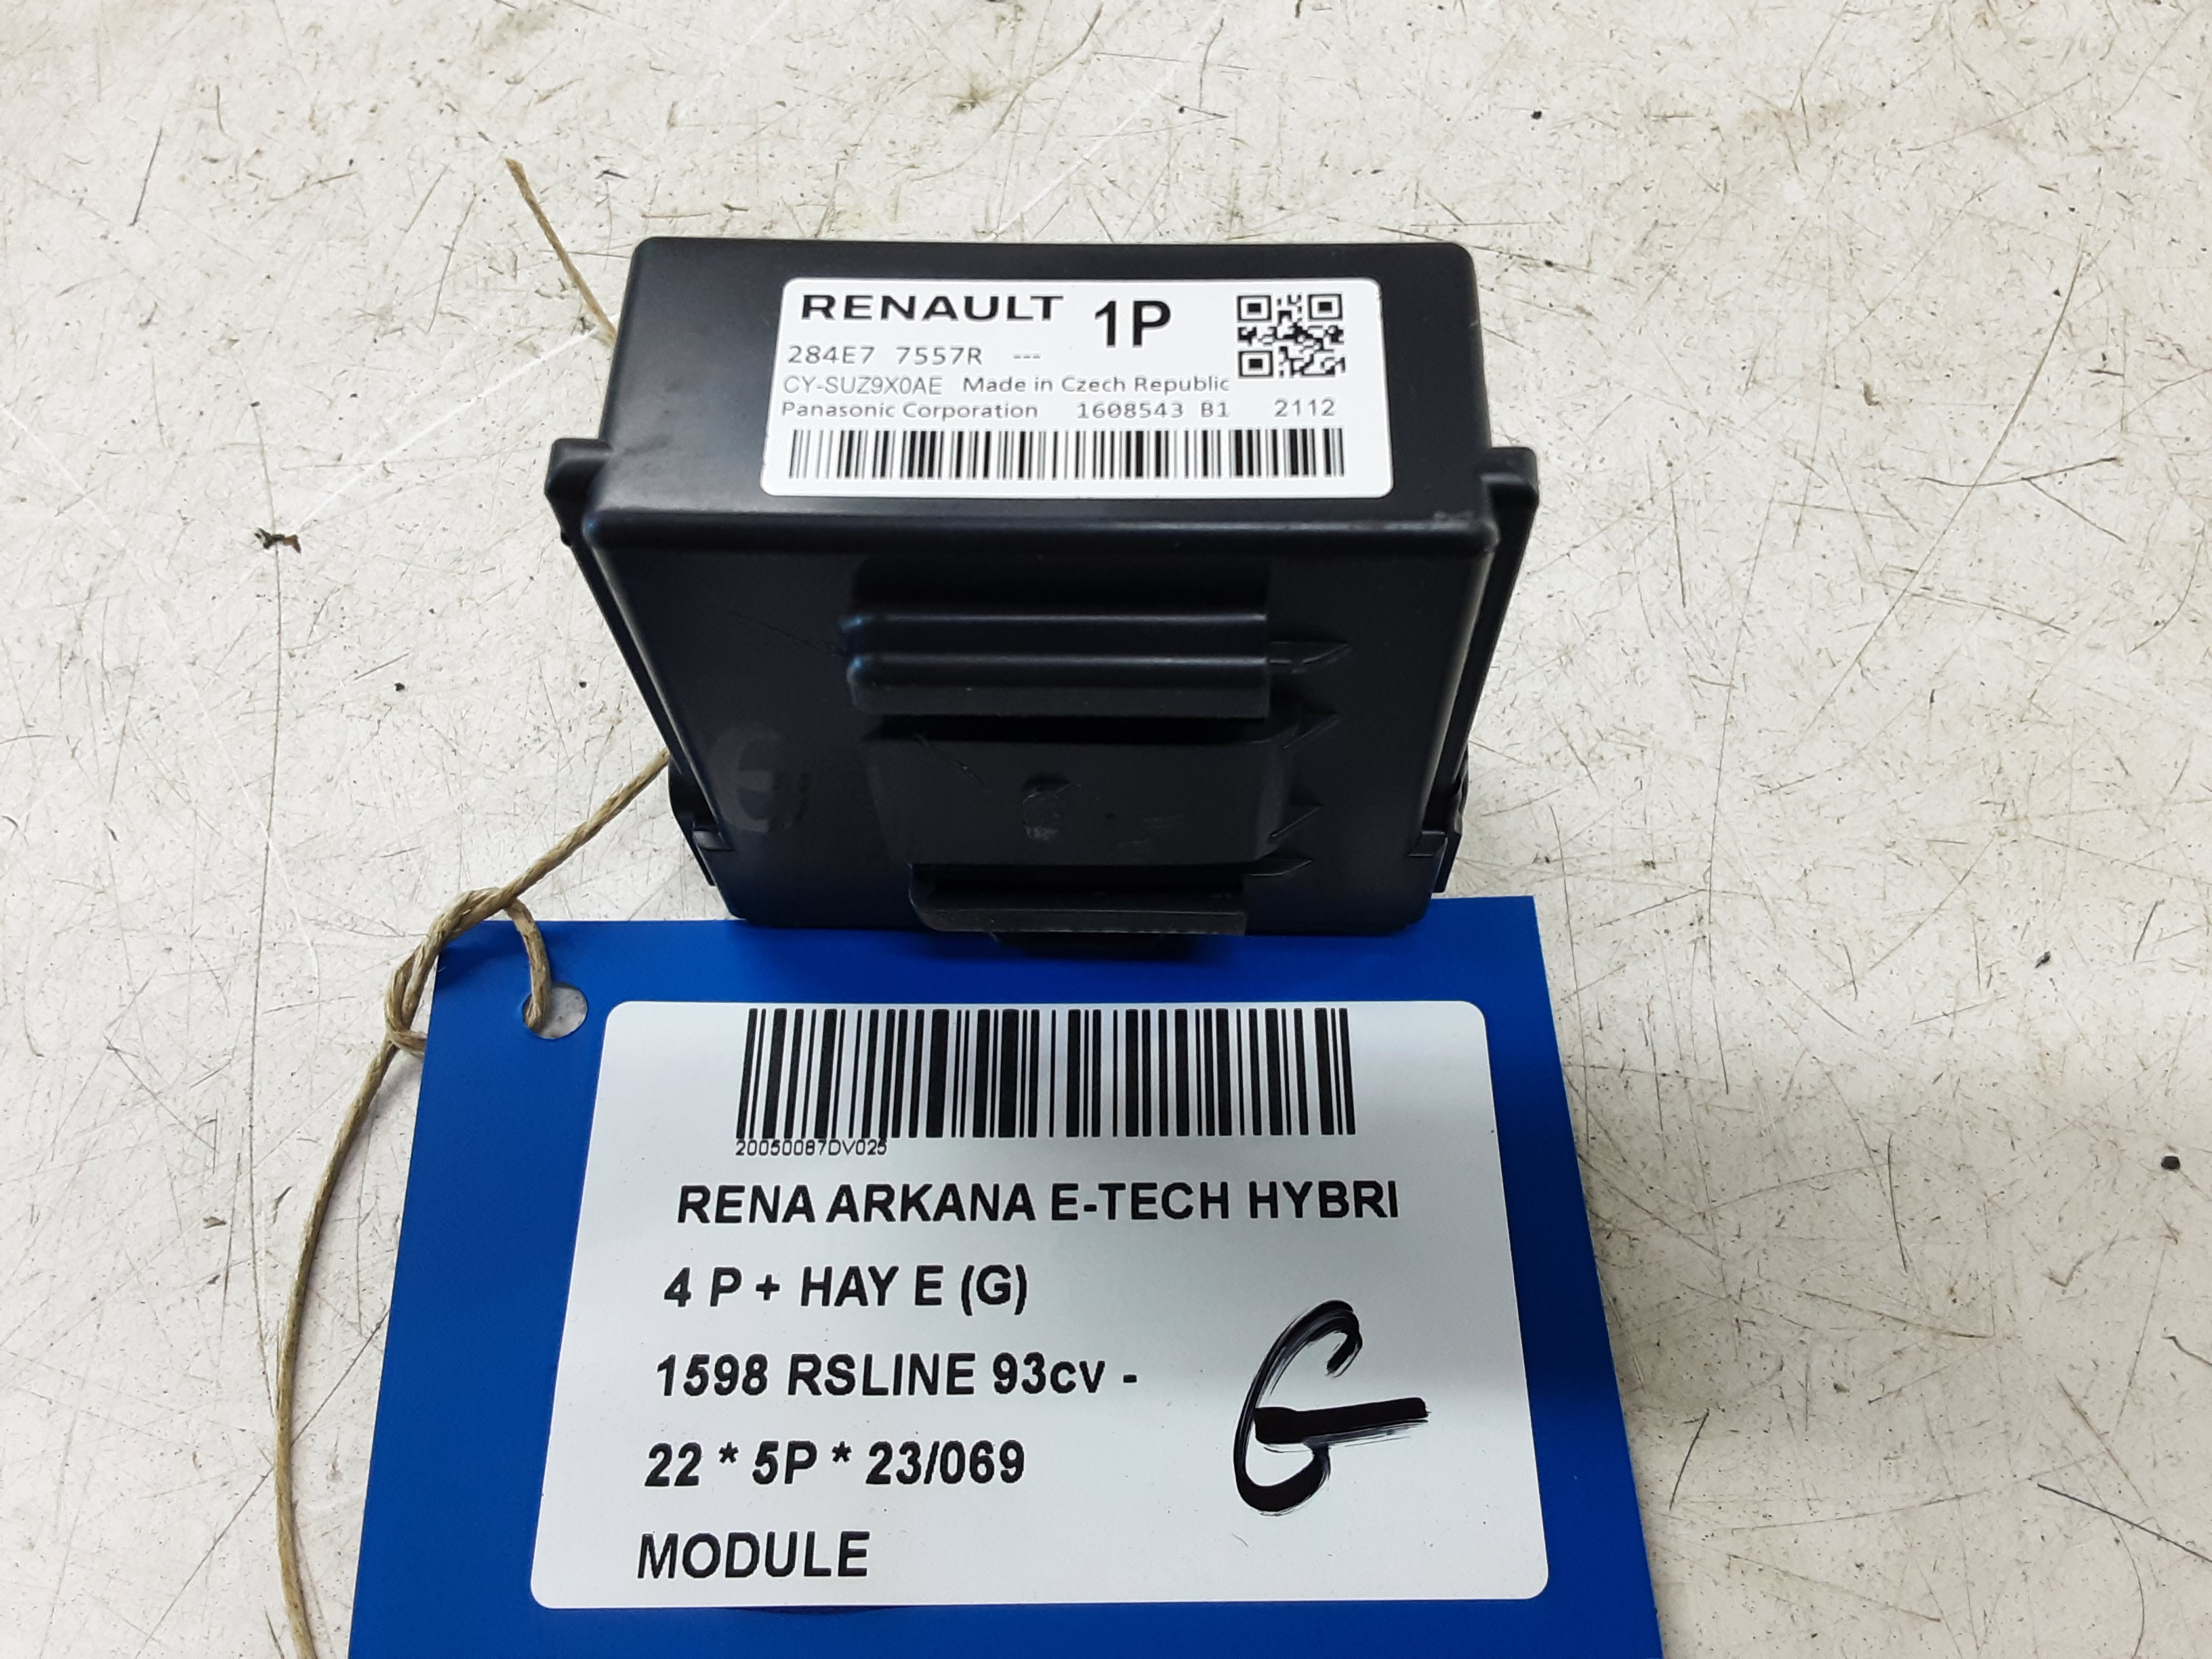 RENAULT 1P
284E7 7557R ---
CY-SUZ9X0AE Made in Czech Republic
Panasonic Corporation 1608543 B1 2112
20050087DV025
RENA ARKANA E-TECH HYBRI
4 P + HAY E (G)
1598 RSLINE 93cv -
22 * 5P * 23/069
G
MODULE